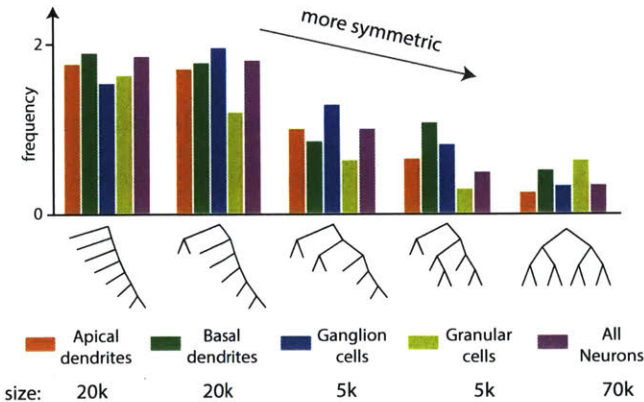 more symmetric
2
frequency
0
Apical dendrites
Basal dendrites
Ganglion cells
Granular cells
All Neurons
size: 20k 20k 5k 5k 70k